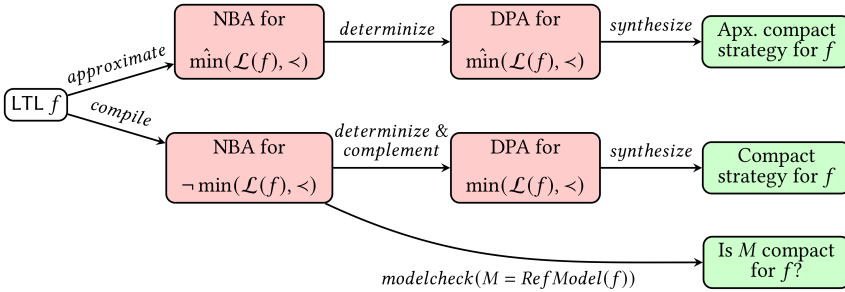 LTL f
approximate
compile
NBA for
m̂in(𝓛(f), ≺)
determinize
DPA for
m̂in(𝓛(f), ≺)
synthesize
Apx. compact
strategy for f
NBA for
¬ min(𝓛(f), ≺)
determinize &
complement
DPA for
min(𝓛(f), ≺)
synthesize
Compact
strategy for f
modelcheck(M = RefModel(f))
Is M compact
for f?